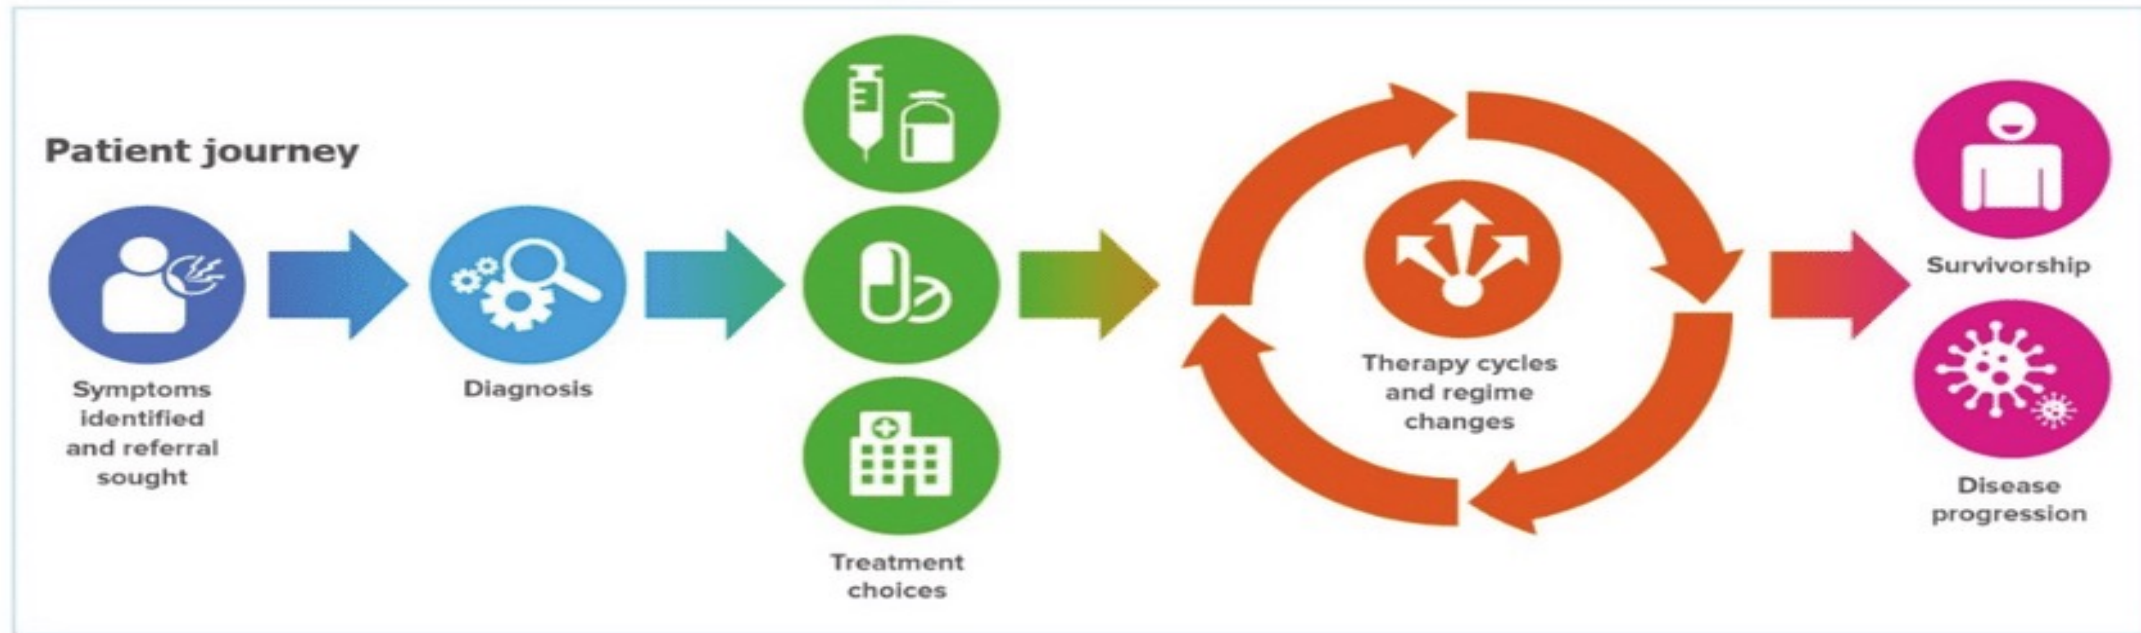 Patient journey
Symptoms
identified
and referral
sought
Diagnosis
Treatment
choices
Therapy cycles
and regime
changes
Survivorship
Disease
progression